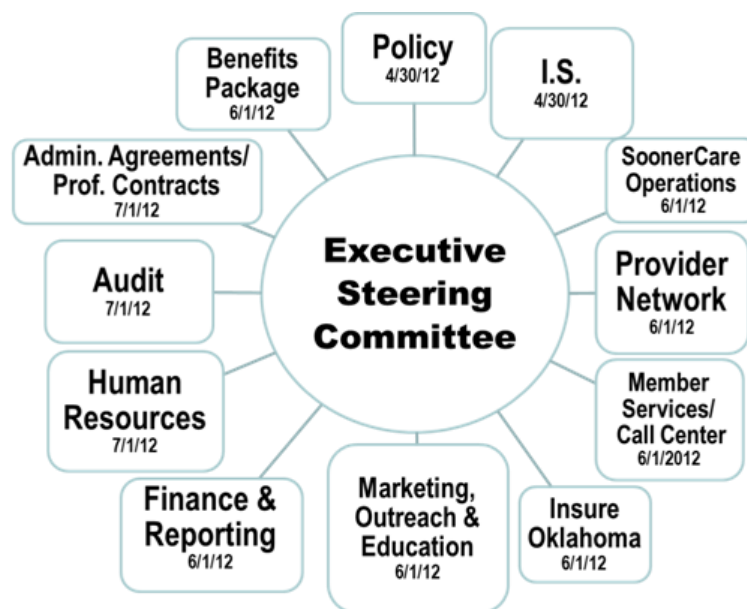 Policy
4/30/12
I.S.
4/30/12
SoonerCare
Operations
6/1/12
Provider
Network
6/1/12
Member
Services/
Call Center
6/1/2012
Insure
Oklahoma
6/1/12
Marketing,
Outreach &
Education
6/1/12
Finance &
Reporting
6/1/12
Human
Resources
7/1/12
Audit
7/1/12
Admin. Agreements/
Prof. Contracts
7/1/12
Benefits
Package
6/1/12
Executive
Steering
Committee